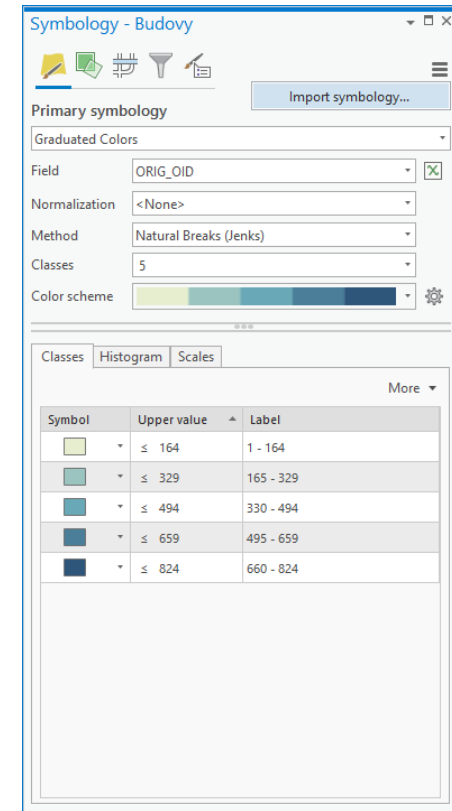 Symbology - Budovy
Import symbology...
Primary symbology
Graduated Colors
Field ORIG_OID
Normalization <None>
Method Natural Breaks (Jenks)
Classes 5
Color scheme
Classes Histogram Scales
More
Symbol Upper value Label
≤ 164 1 - 164
≤ 329 165 - 329
≤ 494 330 - 494
≤ 659 495 - 659
≤ 824 660 - 824